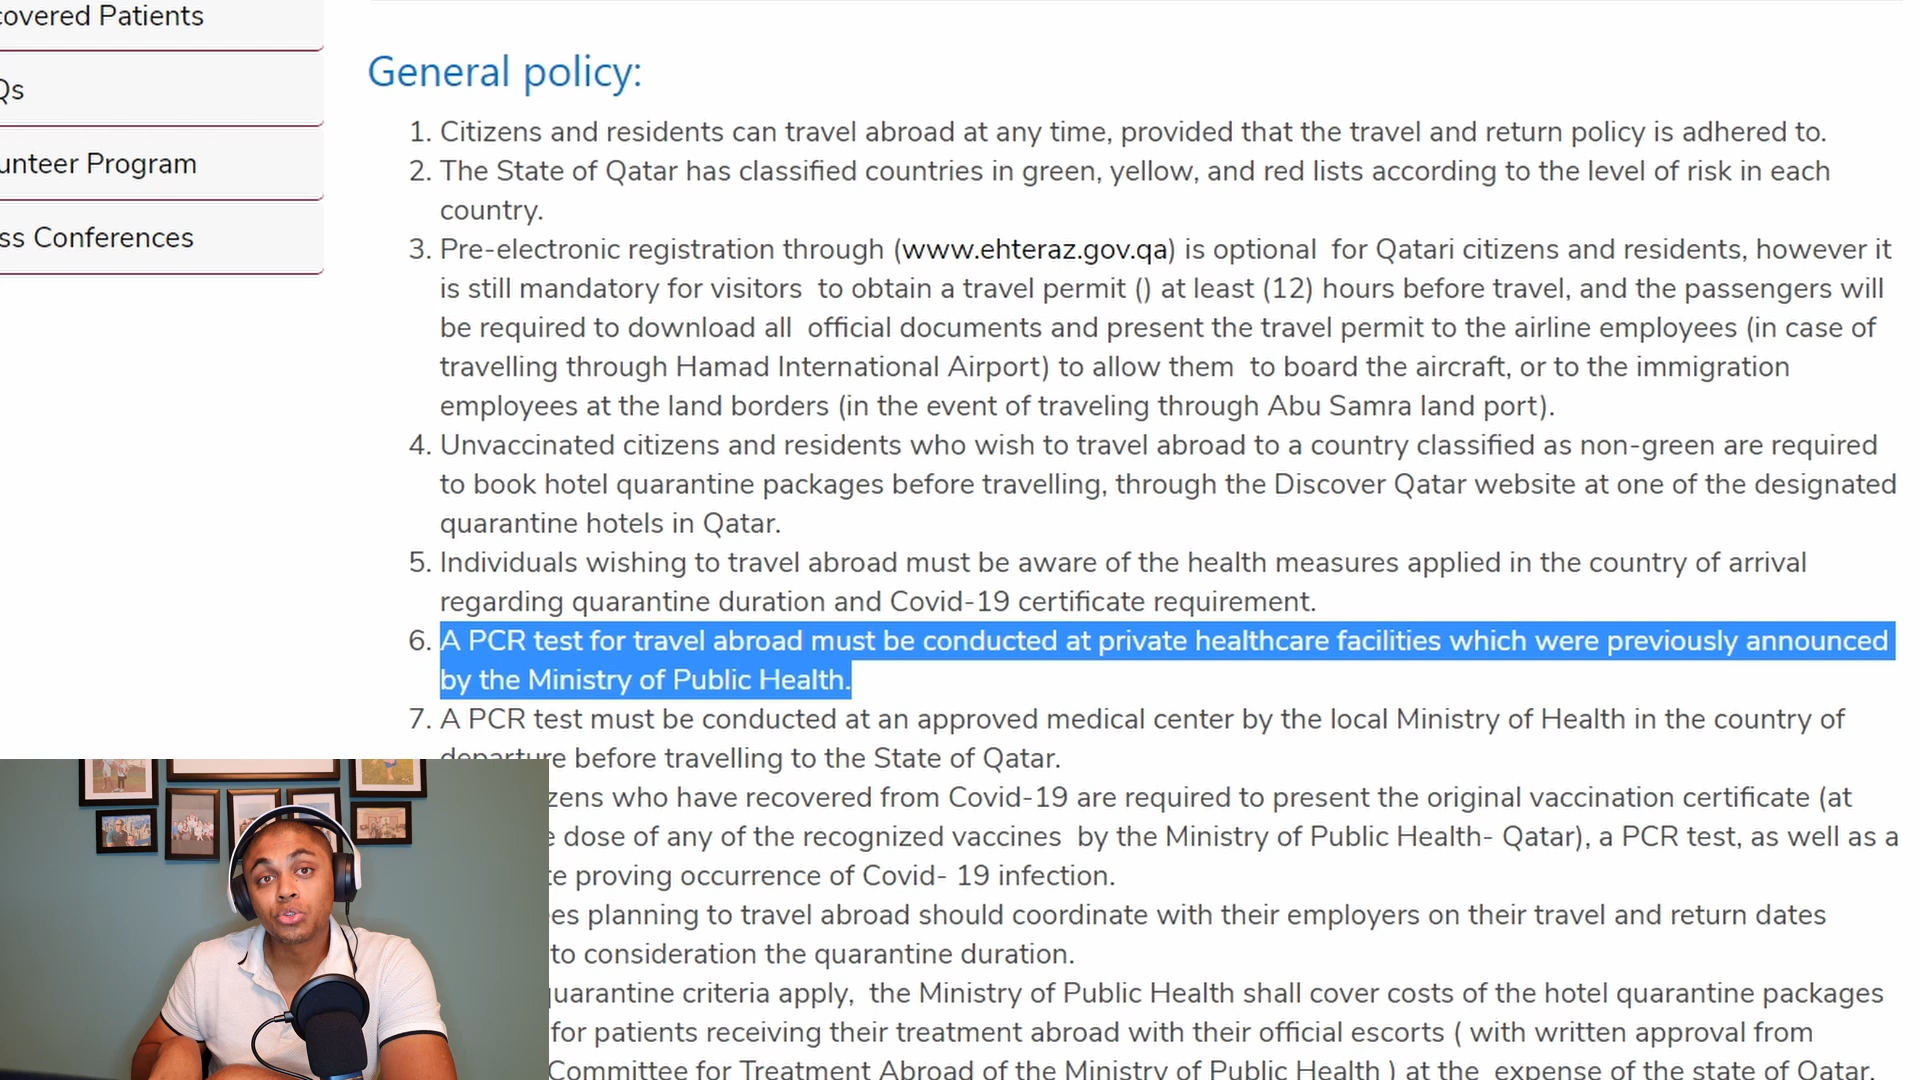 covered Patients
Qs
unteer Program
ss Conferences
General policy:
1. Citizens and residents can travel abroad at any time, provided that the travel and return policy is adhered to.
2. The State of Qatar has classified countries in green, yellow, and red lists according to the level of risk in each
country.
3. Pre-electronic registration through (www.ehteraz.gov.qa) is optional  for Qatari citizens and residents, however it
is still mandatory for visitors  to obtain a travel permit () at least (12) hours before travel, and the passengers will
be required to download all  official documents and present the travel permit to the airline employees (in case of
travelling through Hamad International Airport) to allow them  to board the aircraft, or to the immigration
employees at the land borders (in the event of traveling through Abu Samra land port).
4. Unvaccinated citizens and residents who wish to travel abroad to a country classified as non-green are required
to book hotel quarantine packages before travelling, through the Discover Qatar website at one of the designated
quarantine hotels in Qatar.
5. Individuals wishing to travel abroad must be aware of the health measures applied in the country of arrival
regarding quarantine duration and Covid-19 certificate requirement.
6. A PCR test for travel abroad must be conducted at private healthcare facilities which were previously announced
by the Ministry of Public Health.
7. A PCR test must be conducted at an approved medical center by the local Ministry of Health in the country of
departure before travelling to the State of Qatar.
zens who have recovered from Covid-19 are required to present the original vaccination certificate (at
e dose of any of the recognized vaccines  by the Ministry of Public Health- Qatar), a PCR test, as well as a
te proving occurrence of Covid- 19 infection.
es planning to travel abroad should coordinate with their employers on their travel and return dates
to consideration the quarantine duration.
quarantine criteria apply,  the Ministry of Public Health shall cover costs of the hotel quarantine packages
for patients receiving their treatment abroad with their official escorts ( with written approval from
Committee for Treatment Abroad of the Ministry of Public Health ) at the  expense of the state of Qatar.